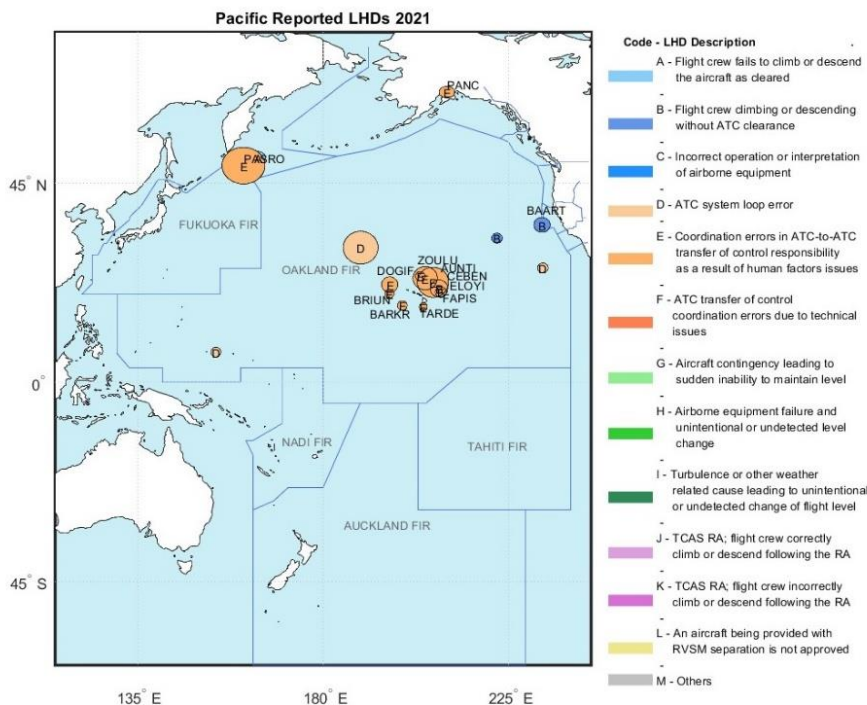 Pacific Reported LHDs 2021
PANC
E
ASRO
E
45° N
FUKUOKA FIR
BAART
B
B
D
OAKLAND FIR
ZOULU
AUNTI
DOGIF
CEBEN
D
E
E
E
E
ELOYI
BRIUN
FAPIS
BARKR
E
TARDE
D
0°
NADI FIR
TAHITI FIR
AUCKLAND FIR
45° S
135° E
180° E
225° E
Code - LHD Description
A - Flight crew fails to climb or descend
the aircraft as cleared
-
B - Flight crew climbing or descending
without ATC clearance
-
C - Incorrect operation or interpretation
of airborne equipment
-
D - ATC system loop error
-
E - Coordination errors in ATC-to-ATC
transfer of control responsibility
as a result of human factors issues
-
F - ATC transfer of control
coordination errors due to technical
issues
-
G - Aircraft contingency leading to
sudden inability to maintain level
-
H - Airborne equipment failure and
unintentional or undetected level
change
-
I - Turbulence or other weather
related cause leading to unintentional
or undetected change of flight level
-
J - TCAS RA; flight crew correctly
climb or descend following the RA
-
K - TCAS RA; flight crew incorrectly
climb or descend following the RA
-
L - An aircraft being provided with
RVSM separation is not approved
-
M - Others